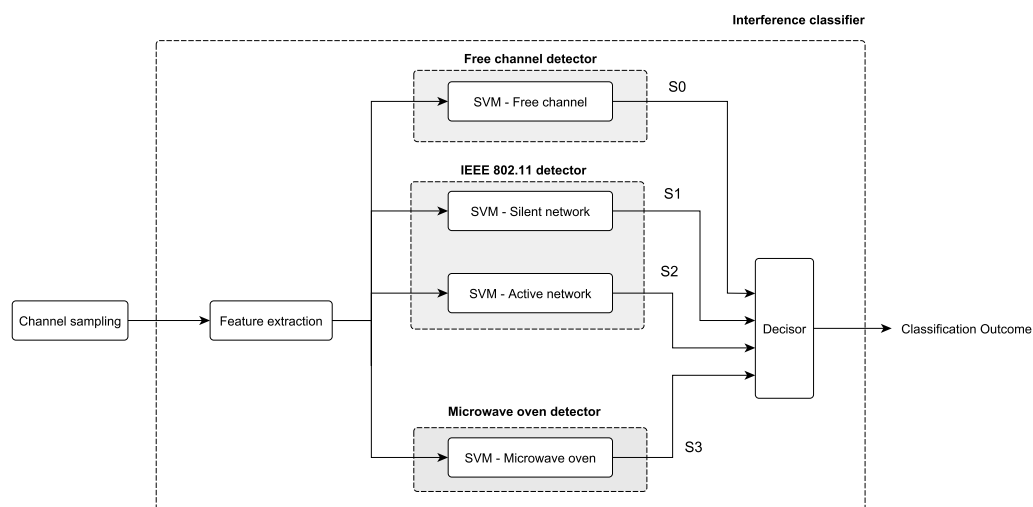 Interference classifier
Free channel detector
SVM - Free channel
S0
IEEE 802.11 detector
SVM - Silent network
S1
SVM - Active network
S2
Channel sampling
Feature extraction
Decisor
Classification Outcome
Microwave oven detector
SVM - Microwave oven
S3